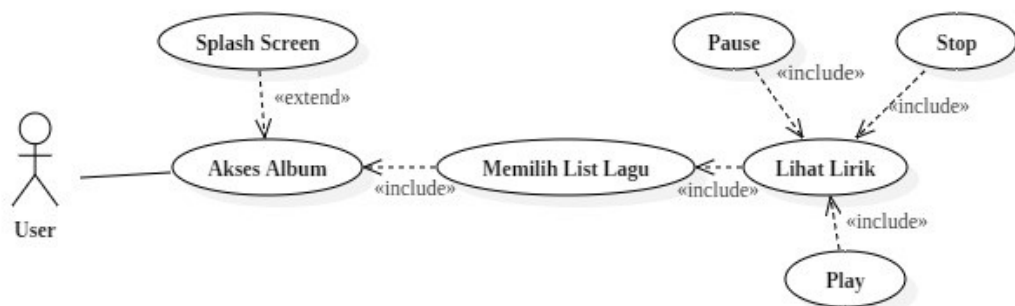 Splash Screen
Pause
Stop
«extend»
«include»
«include»
Akses Album
Memilih List Lagu
Lihat Lirik
«include»
«include»
«include»
User
Play